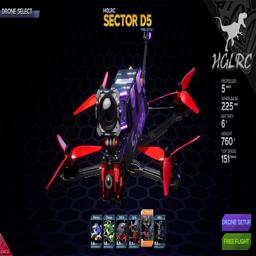 DRONE SELECT
HGLRC
SECTOR D5
HGLRC
PROPELLER
5
WHEELBASE
225
BATTERY
6
WEIGHT
760
TOP SPEED
151
DRONE SETUP
FREE FLIGHT